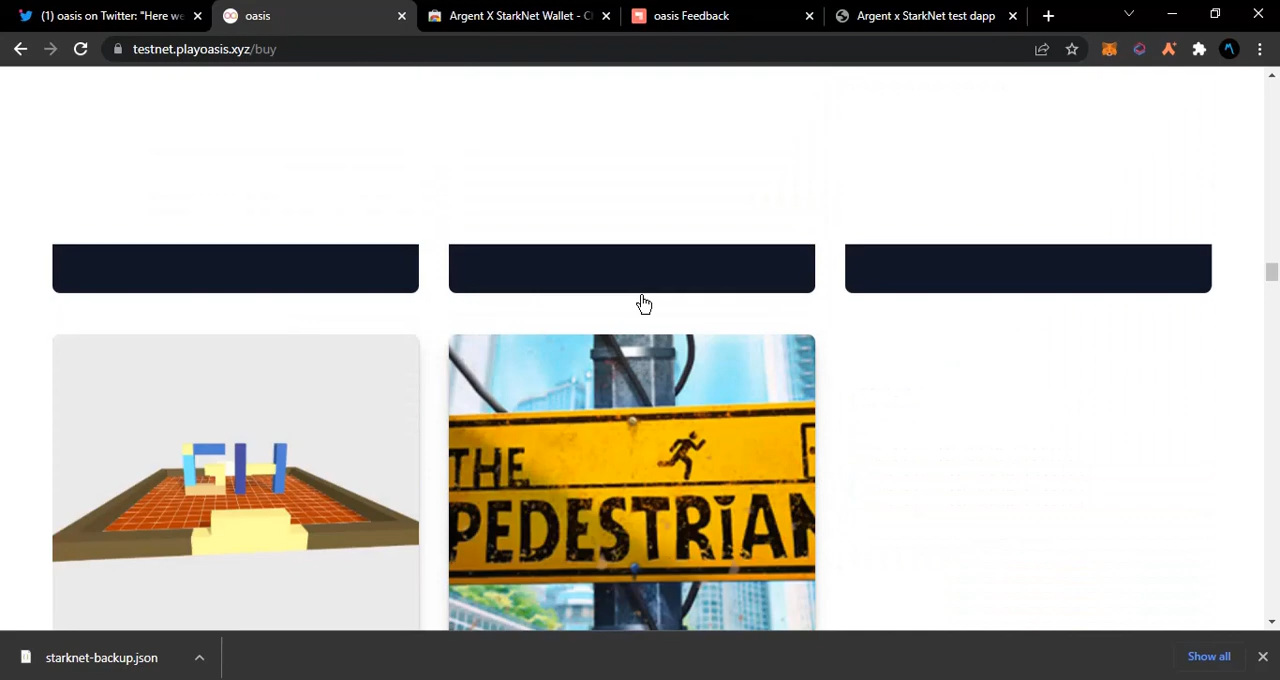 (1) oasis on Twitter: "Here we
oasis
Argent X StarkNet Wallet - C
oasis Feedback
Argent x StarkNet test dapp
testnet.playoasis.xyz/buy
THE
PEDESTRIAN
starknet-backup.json
Show all